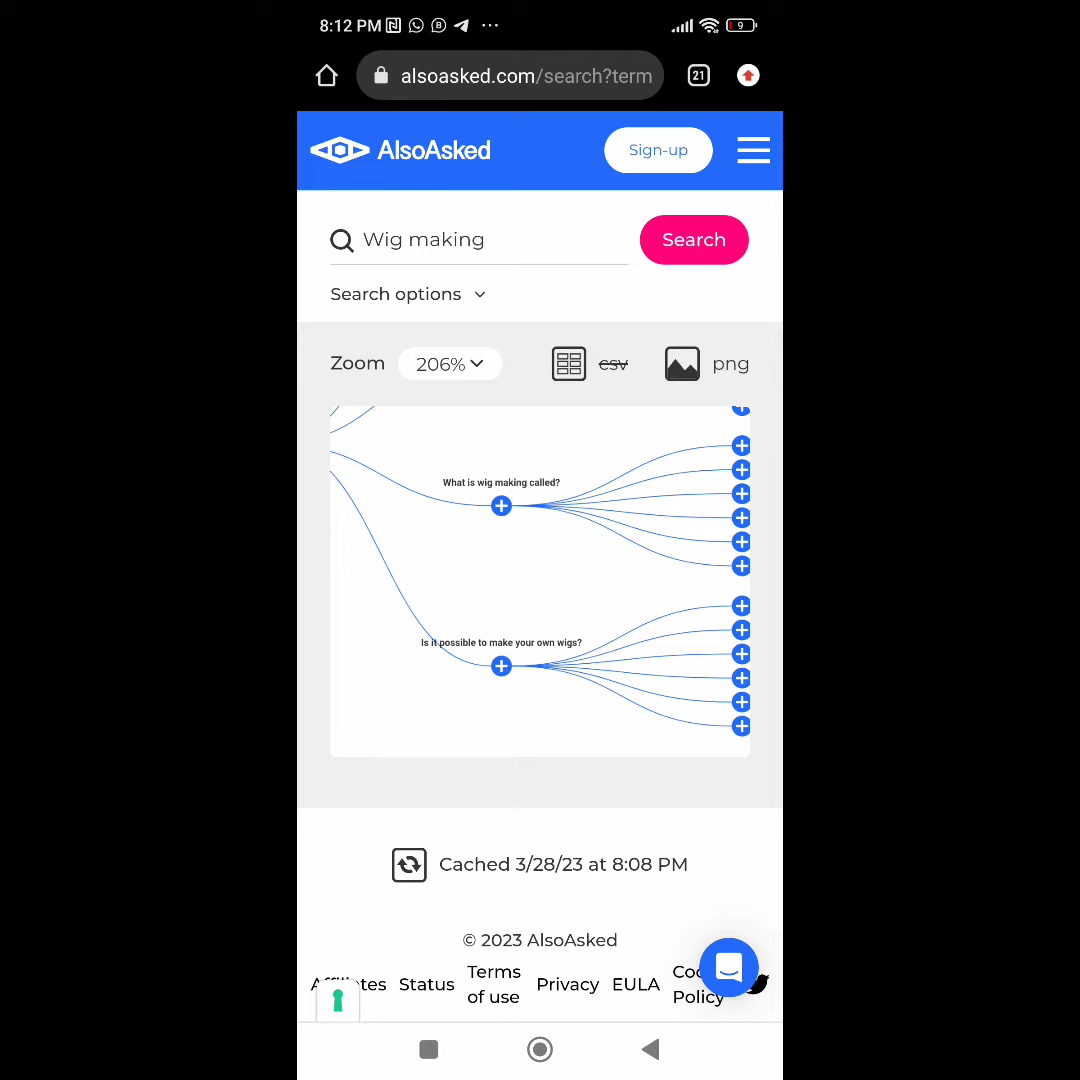 8:12 PM
9
alsoasked.com/search?term
21
AlsoAsked
Sign-up
Wig making
Search
Search options
Zoom
206%
csv
png
What is wig making called?
Is it possible to make your own wigs?
Cached 3/28/23 at 8:08 PM
© 2023 AlsoAsked
Terms
of use
Status
Privacy
EULA
Policy